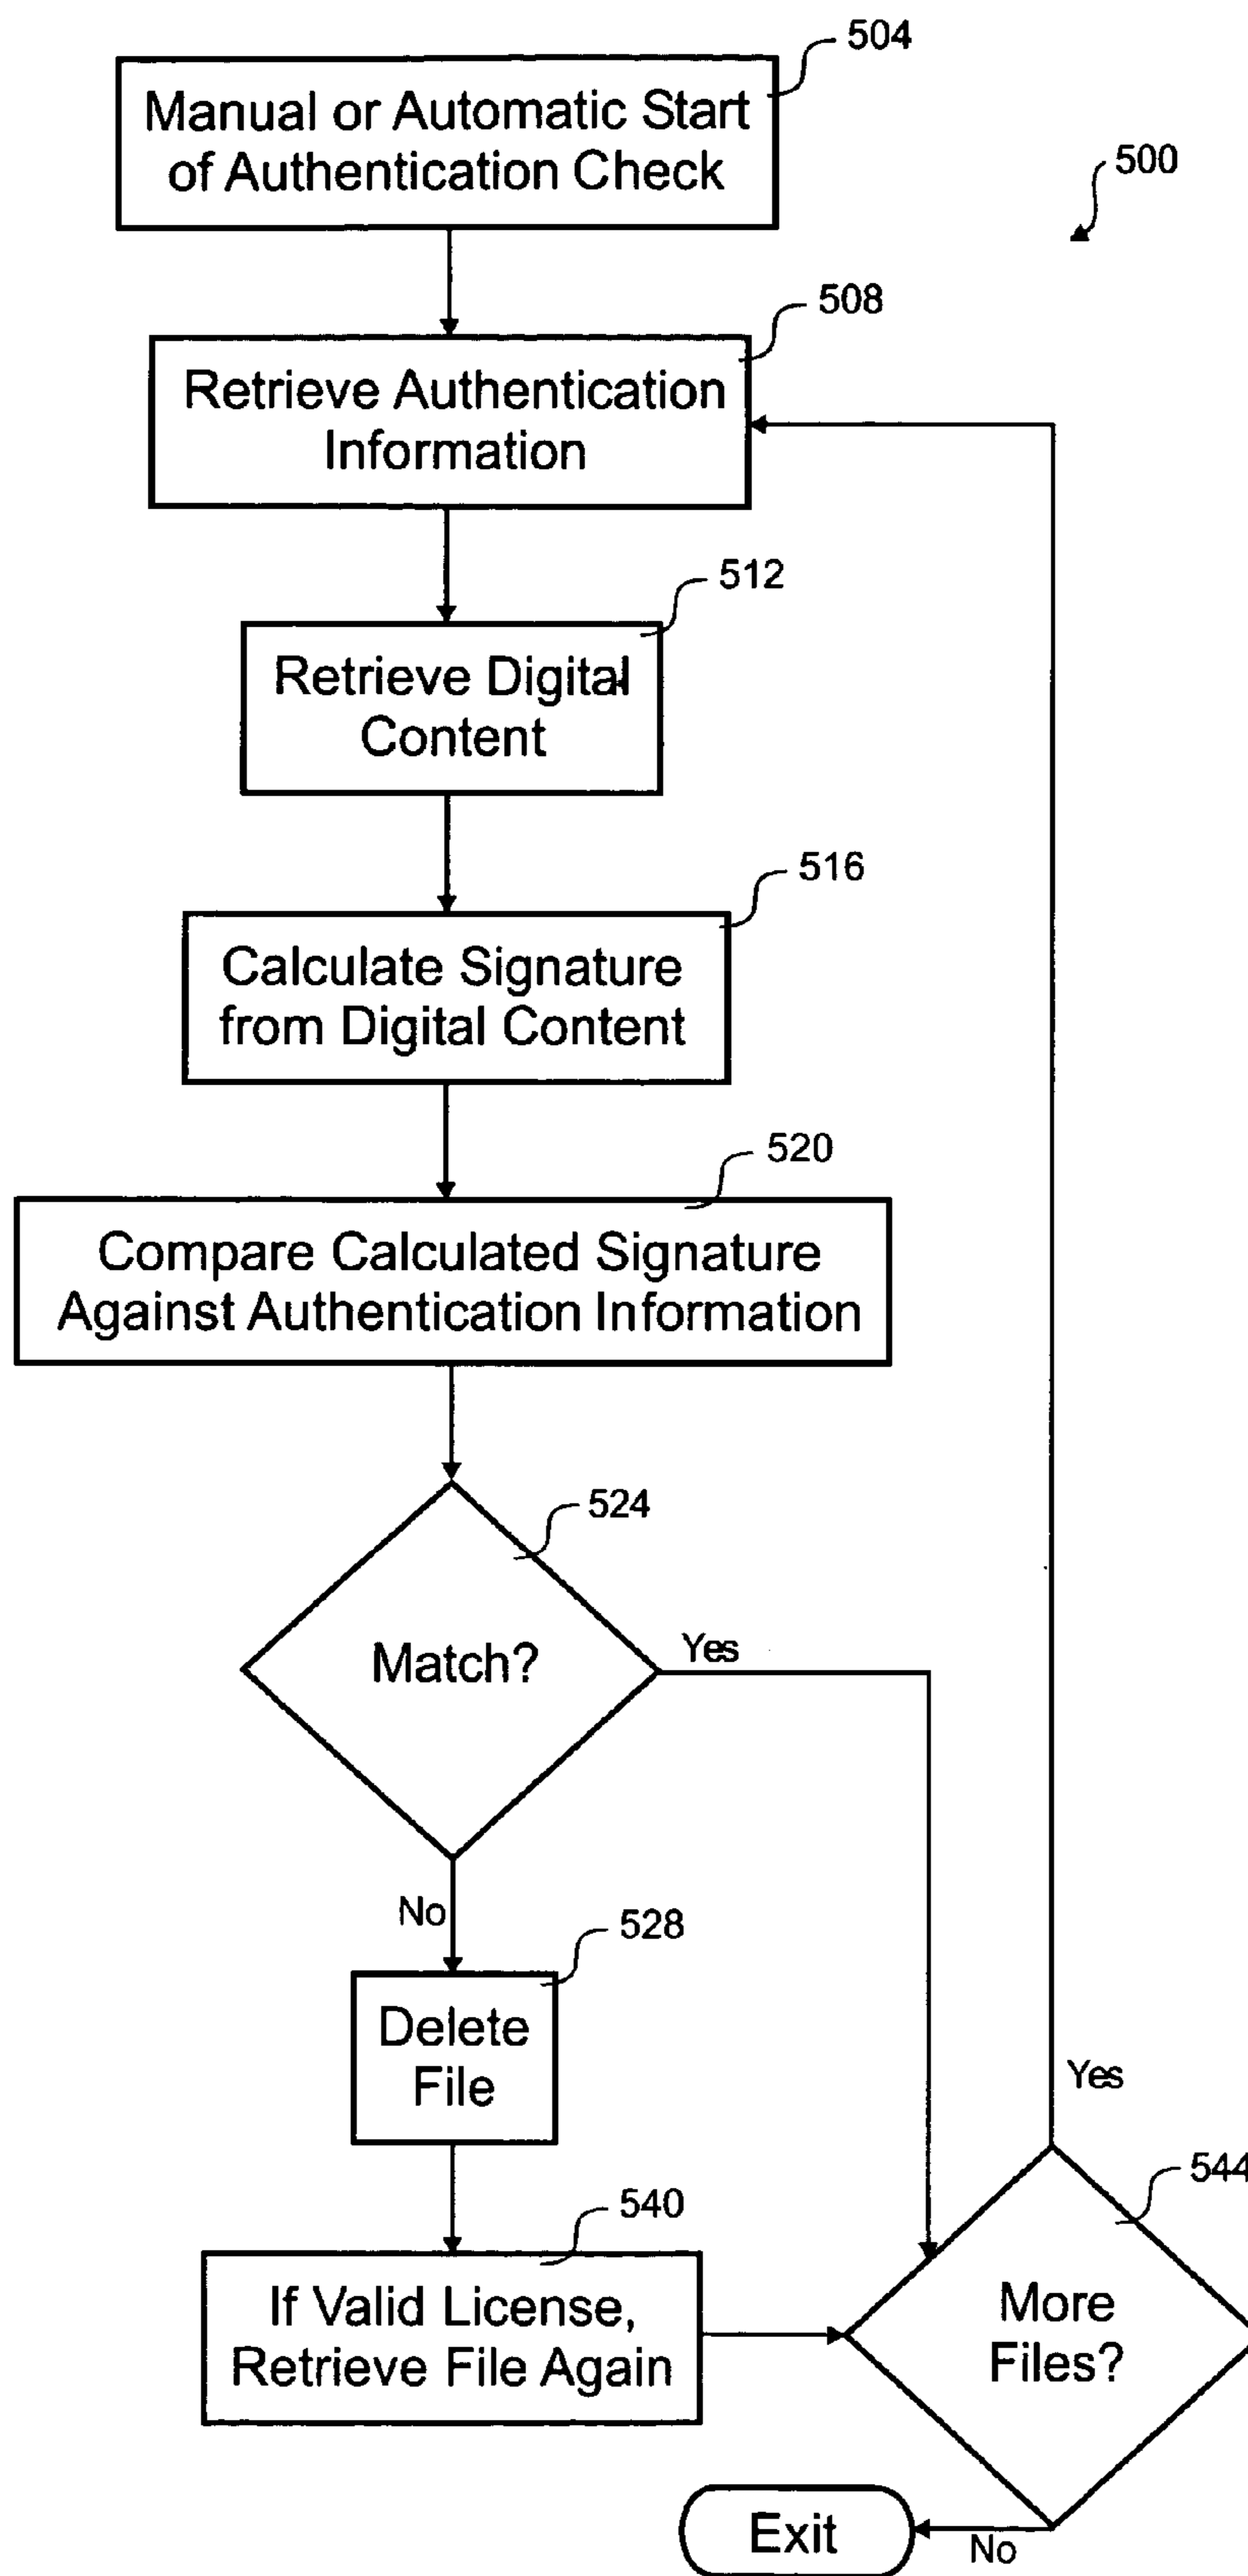 504
Manual or Automatic Start
of Authentication Check
500
508
Retrieve Authentication
Information
512
Retrieve Digital
Content
516
Calculate Signature
from Digital Content
520
Compare Calculated Signature
Against Authentication Information
524
Match?
Yes
No
528
Delete
File
Yes
544
540
If Valid License,
Retrieve File Again
More
Files?
Exit
No